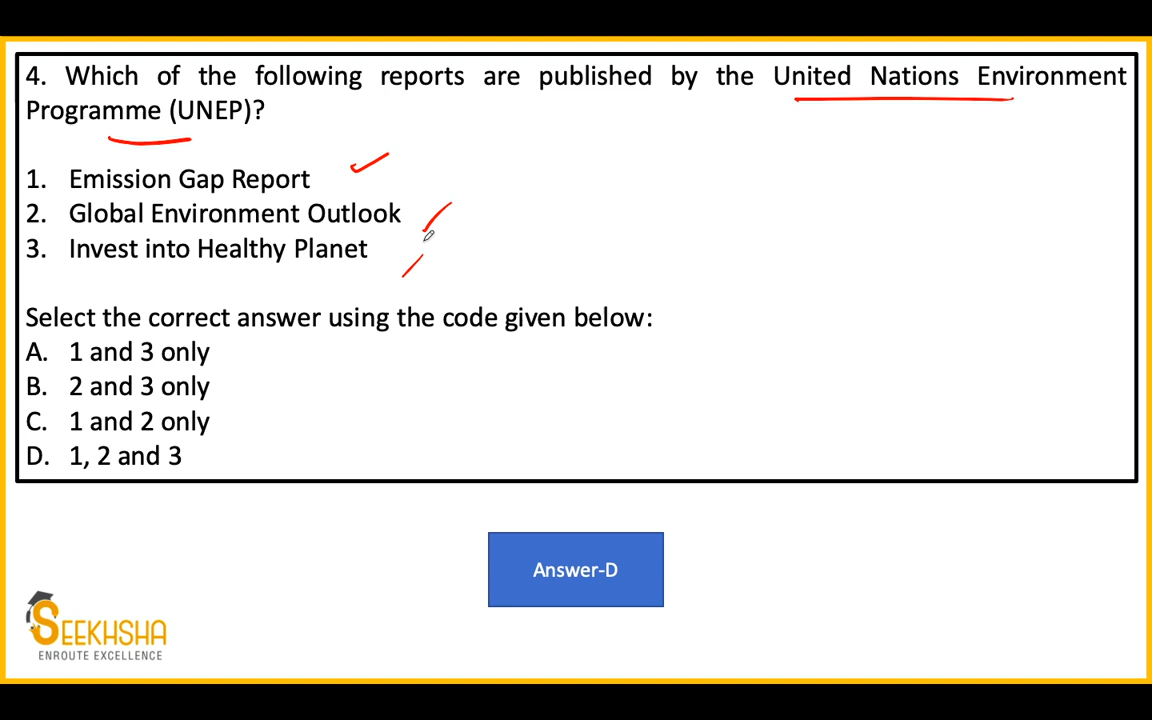 4. Which of the following reports are published by the United Nations Environment
Programme (UNEP)?
1. Emission Gap Report
2. Global Environment Outlook
3. Invest into Healthy Planet
Select the correct answer using the code given below:
A. 1 and 3 only
B. 2 and 3 only
C. 1 and 2 only
D. 1, 2 and 3
Answer-D
SEEKHSHA
ENROUTE EXCELLENCE